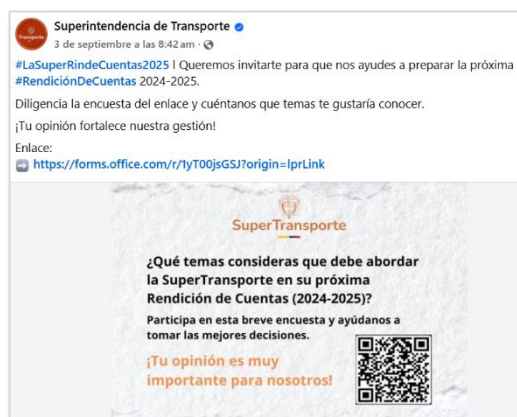 Transporte
Superintendencia de Transporte
3 de septiembre a las 8:42 am ·
#LaSuperRindeCuentas2025 | Queremos invitarte para que nos ayudes a preparar la próxima
#RendiciónDeCuentas 2024-2025.
Diligencia la encuesta del enlace y cuéntanos que temas te gustaría conocer.
¡Tu opinión fortalece nuestra gestión!
Enlace:
https://forms.office.com/r/1yT00jsGSJ?origin=lprLink
SuperTransporte
¿Qué temas consideras que debe abordar
la SuperTransporte en su próxima
Rendición de Cuentas (2024-2025)?
Participa en esta breve encuesta y ayúdanos a
tomar las mejores decisiones.
¡Tu opinión es muy
importante para nosotros!